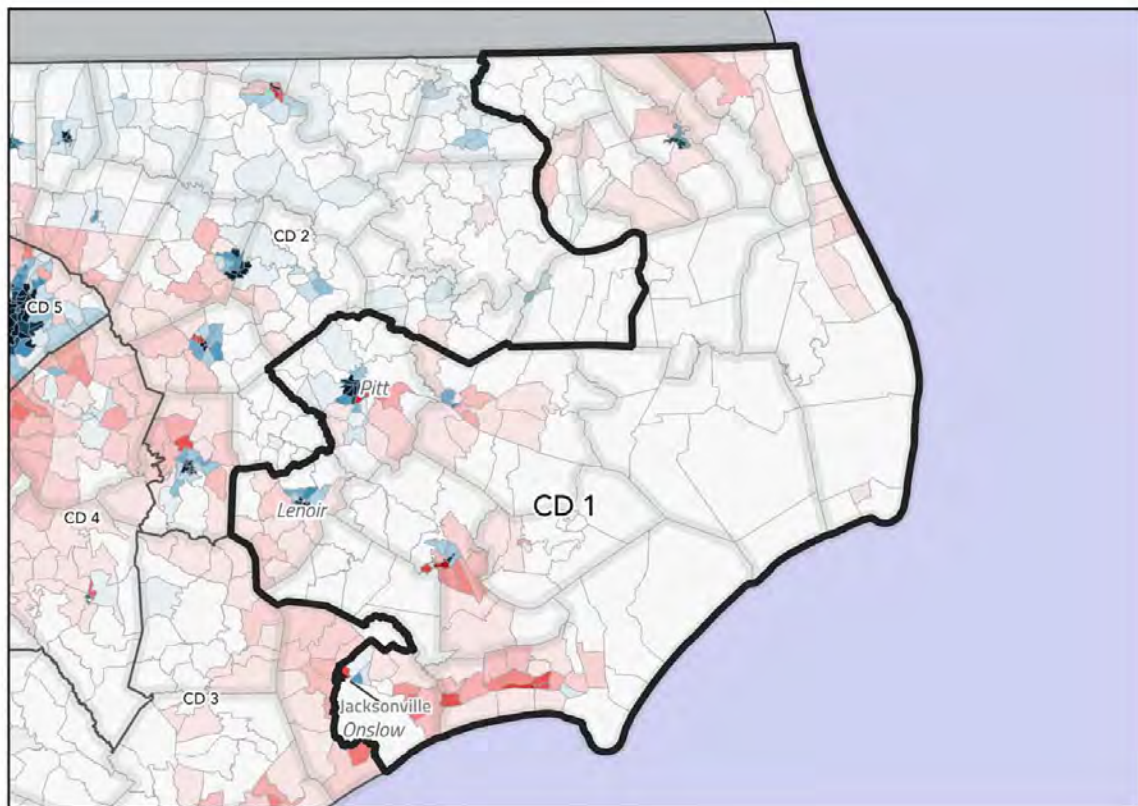 CD 2
CD 5
Pitt
CD 1
Lenoir
CD 4
CD 3
Jacksonville
Onslow